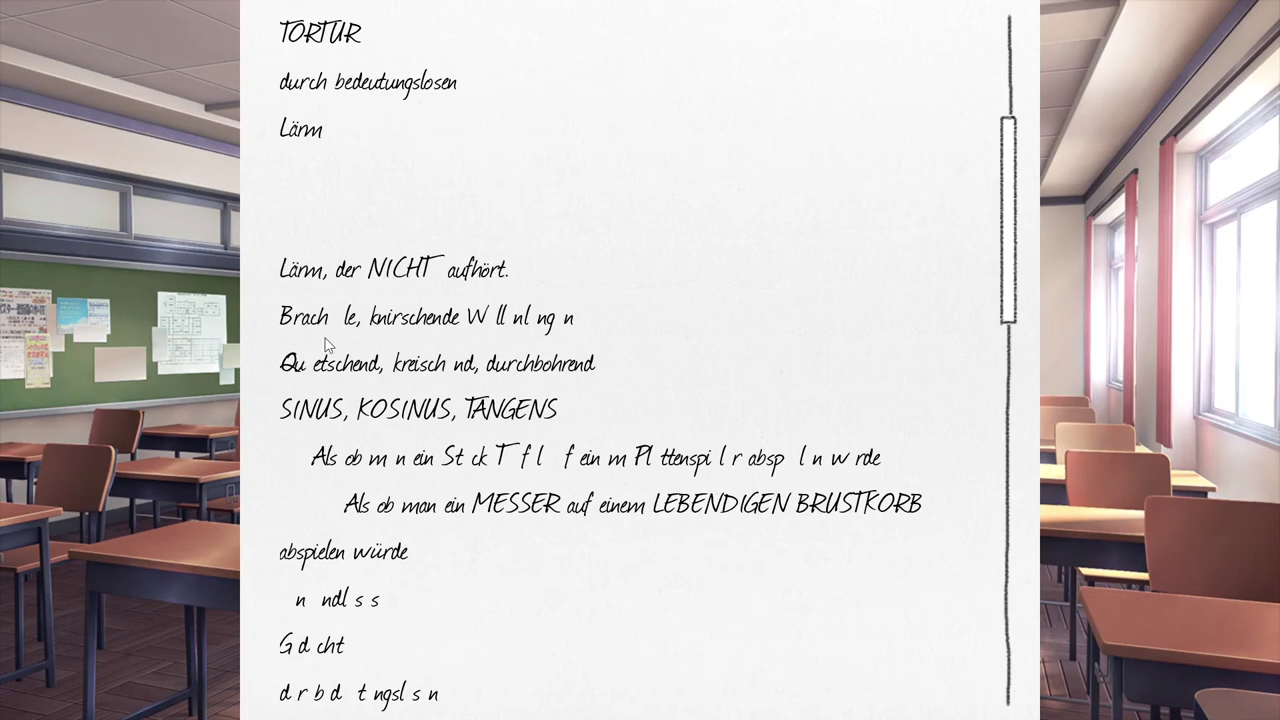 TORTUR
durch bedeutungslosen
Lärm
Lärm, der NICHT aufhört.
Brach  le, knirschende W ll nl ng n
Qu etschend, kreisch nd, durchbohrend
SINUS, KOSINUS, TANGENS
Als ob m n ein St ck T f l   f ein m Pl ttenspi l r absp  l n w rde
Als ob man ein MESSER auf einem LEBENDIGEN BRUSTKORB
abspielen würde
n  ndl s s
G d cht
d r b d  t ngsl s n